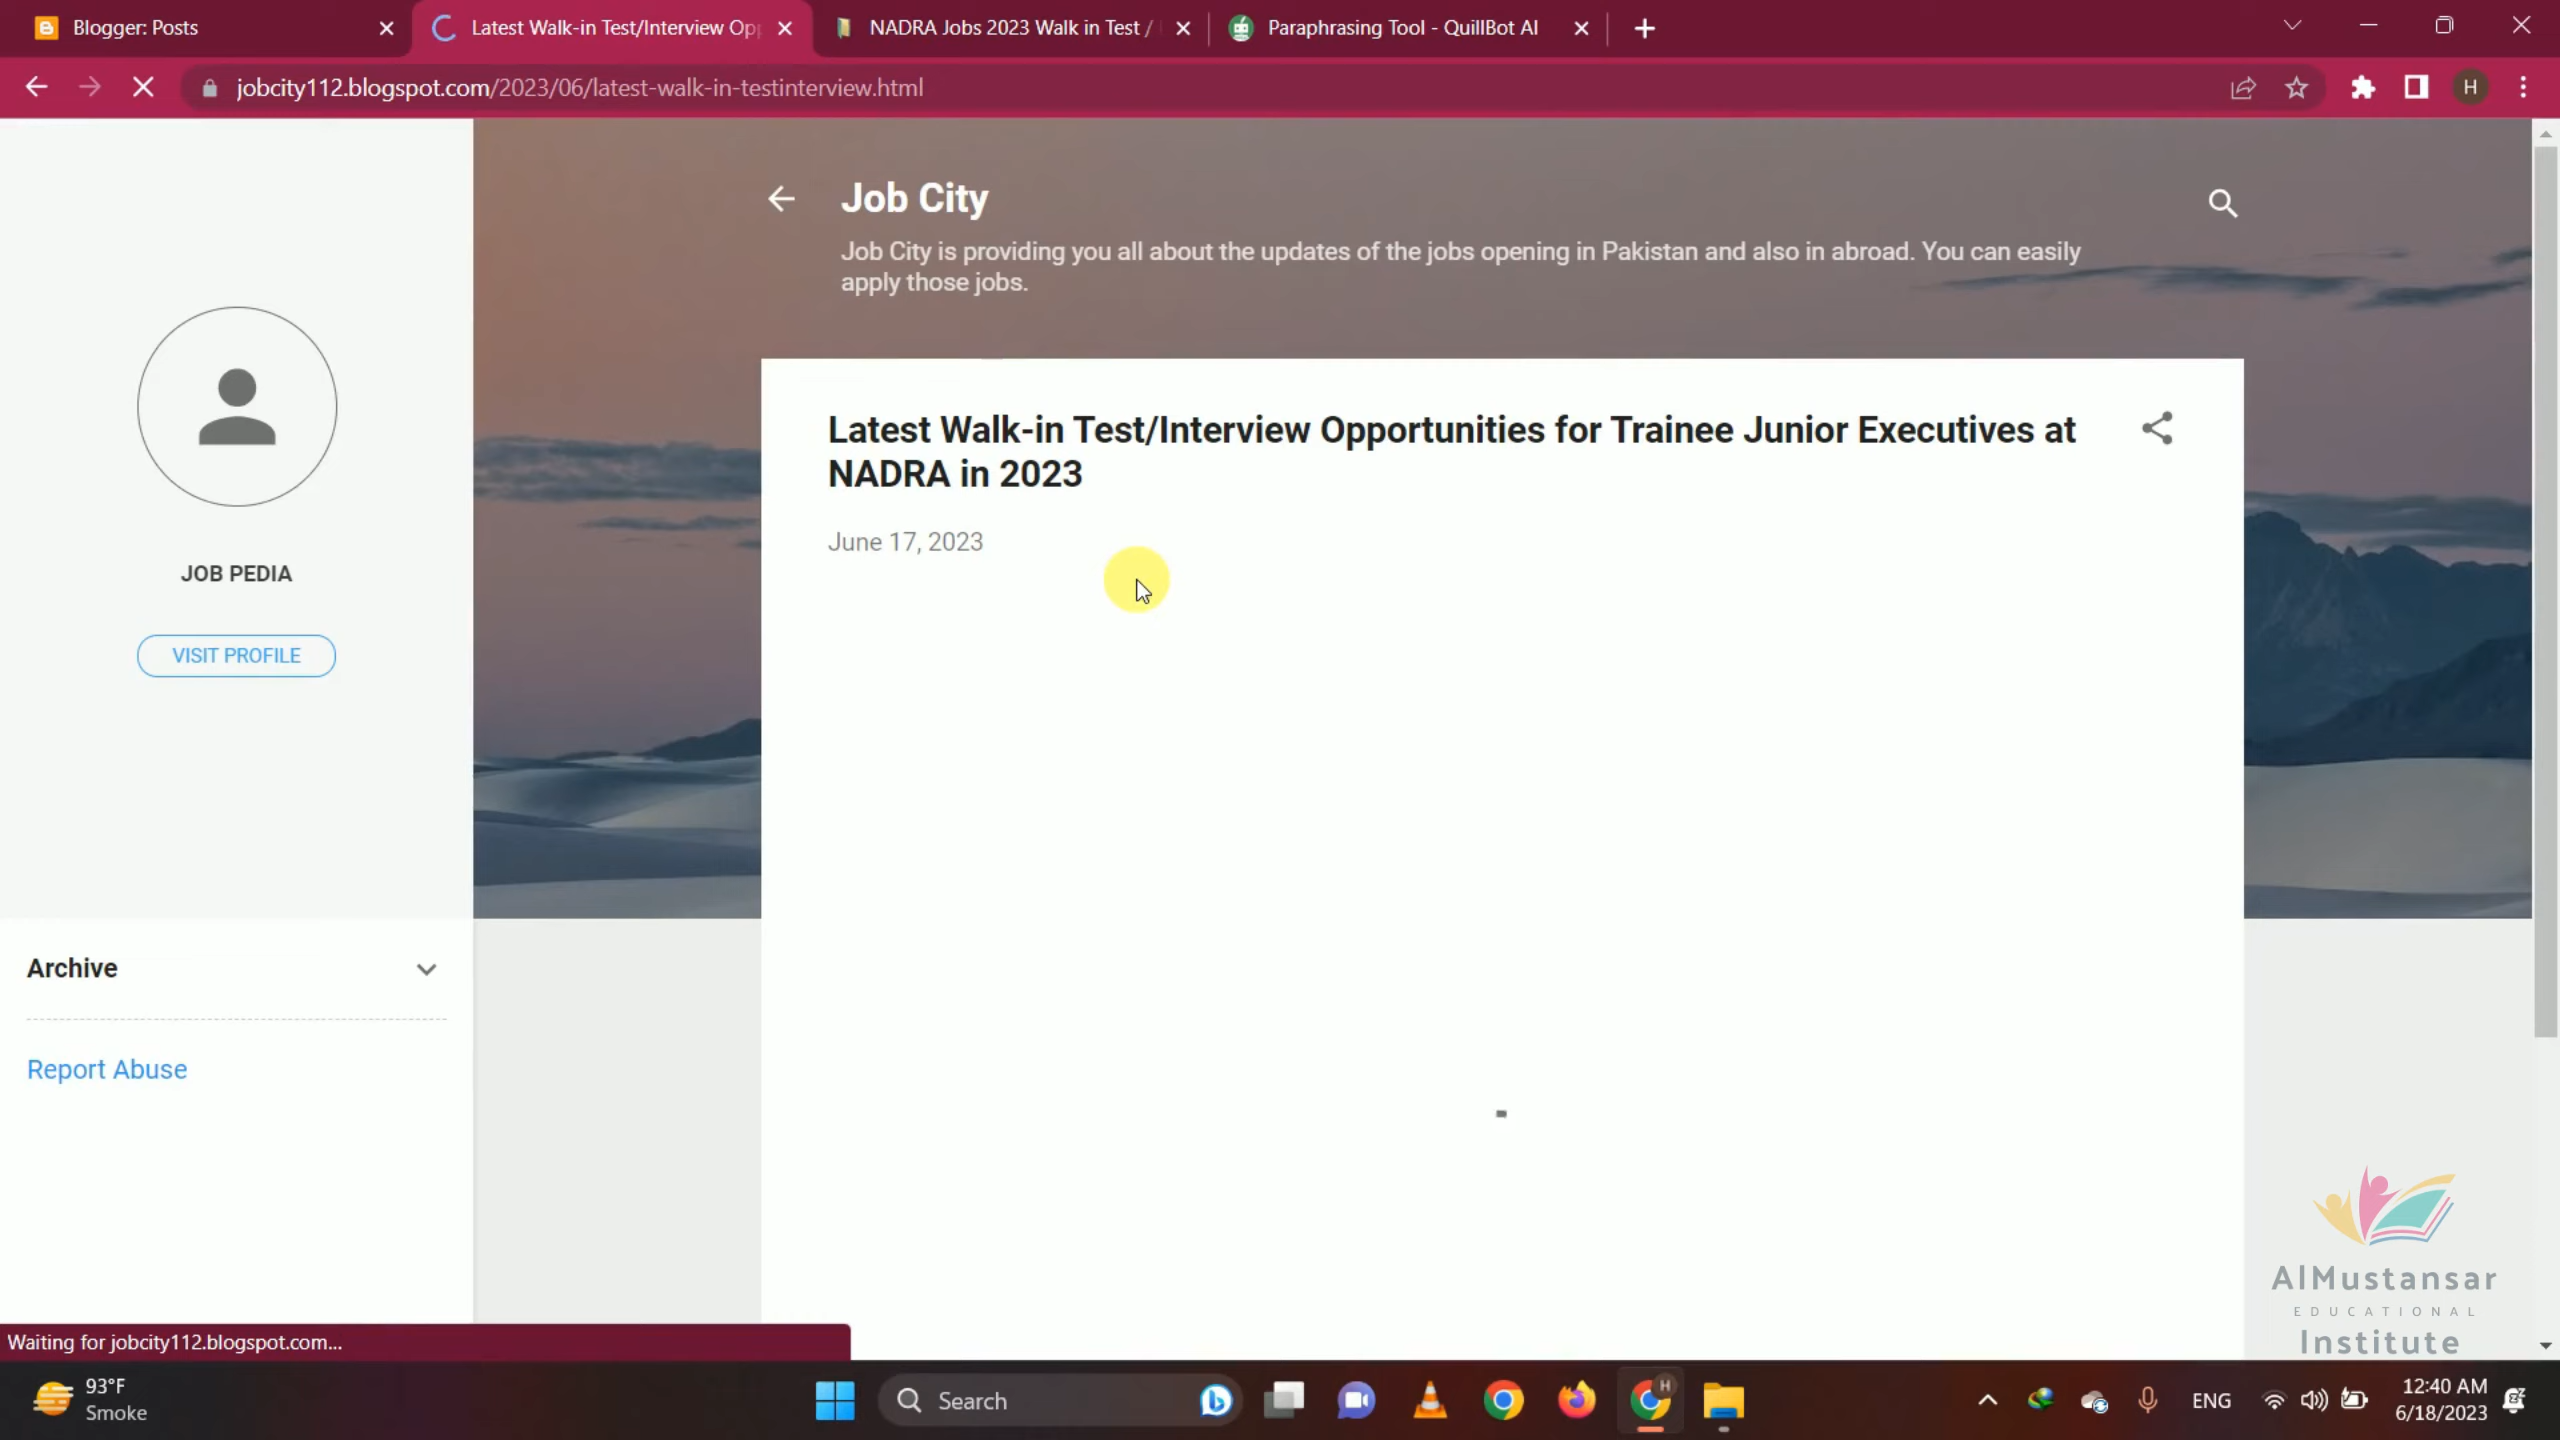 Blogger: Posts
Latest Walk-in Test/Interview Opp
NADRA Jobs 2023 Walk in Test /
Paraphrasing Tool - QuillBot AI
jobcity112.blogspot.com/2023/06/latest-walk-in-testinterview.html
H
Job City
Job City is providing you all about the updates of the jobs opening in Pakistan and also in abroad. You can easily
apply those jobs.
Latest Walk-in Test/Interview Opportunities for Trainee Junior Executives at
NADRA in 2023
June 17, 2023
JOB PEDIA
VISIT PROFILE
Archive
Report Abuse
AlMustansar
EDUCATIONAL
Institute
Waiting for jobcity112.blogspot.com...
93°F
Smoke
Search
H
ENG
12:40 AM
6/18/2023